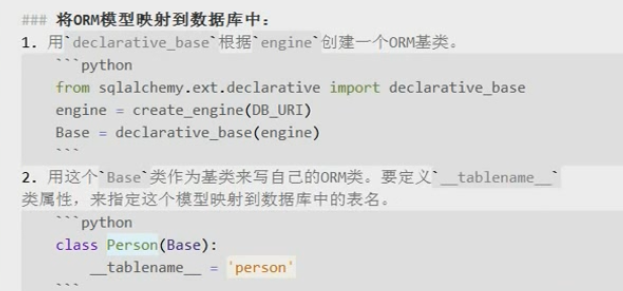 ### 将ORM模型映射到数据库中：
1. 用`declarative_base`根据`engine`创建一个ORM基类。
```python
from sqlalchemy.ext.declarative import declarative_base
engine = create_engine(DB_URI)
Base = declarative_base(engine)
```
2. 用这个`Base`类作为基类来写自己的ORM类。要定义`__tablename__`
类属性，来指定这个模型映射到数据库中的表名。
```python
class Person(Base):
__tablename__ = 'person'
```